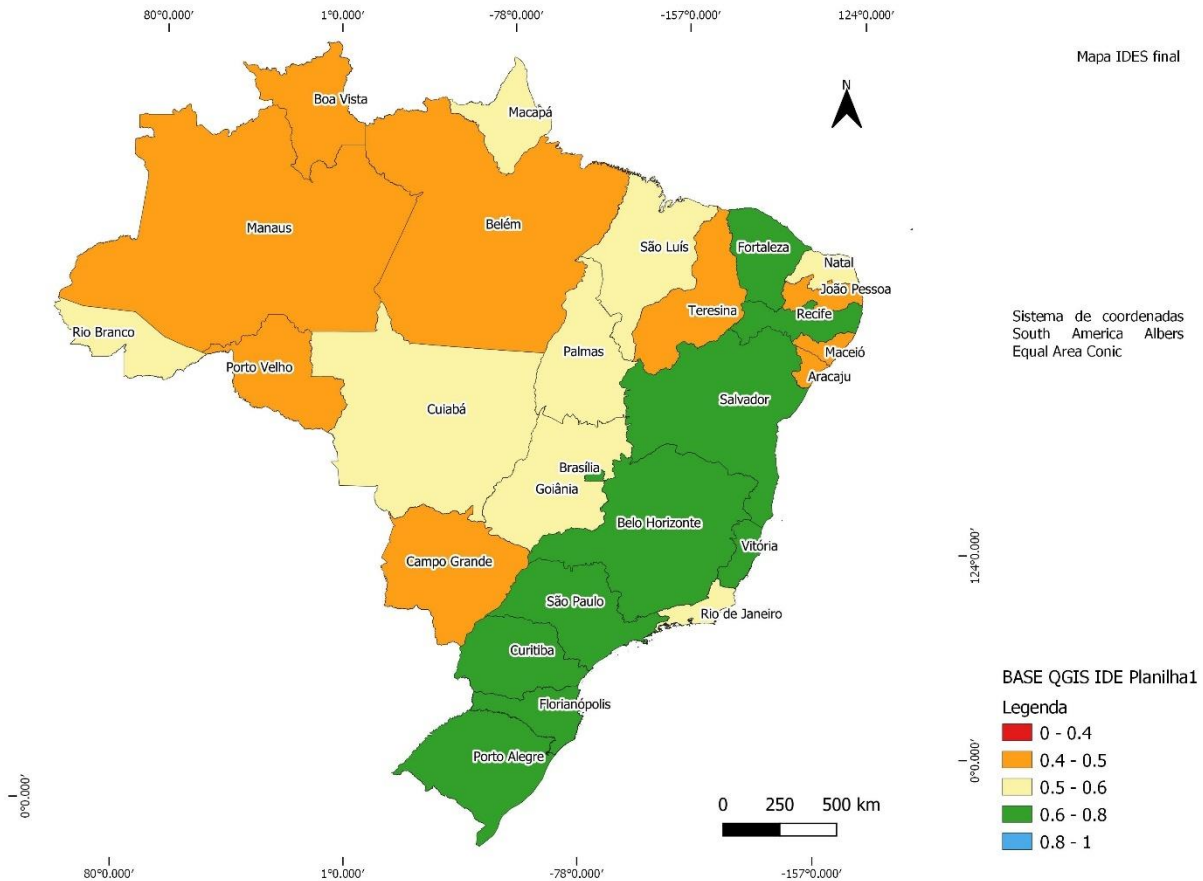 80°0.000' 1°0.000' -78°0.000' -157°0.000' 124°0.000'
Mapa IDES final
N
Boa Vista
Macapá
Manaus
Belém
São Luís
Fortaleza
Natal
João Pessoa
Teresina
Recife
Rio Branco
Palmas
Maceió
Porto Velho
Aracaju
Salvador
Cuiabá
Brasília
Goiânia
Belo Horizonte
Vitória
Campo Grande
São Paulo
Rio de Janeiro
Curitiba
Florianópolis
Porto Alegre
Sistema de coordenadas
South America Albers
Equal Area Conic
124°0.000'
0°0.000'
0°0.000'
BASE QGIS IDE Planilha1
Legenda
0 - 0.4
0.4 - 0.5
0.5 - 0.6
0.6 - 0.8
0.8 - 1
0 250 500 km
80°0.000' 1°0.000' -78°0.000' -157°0.000'